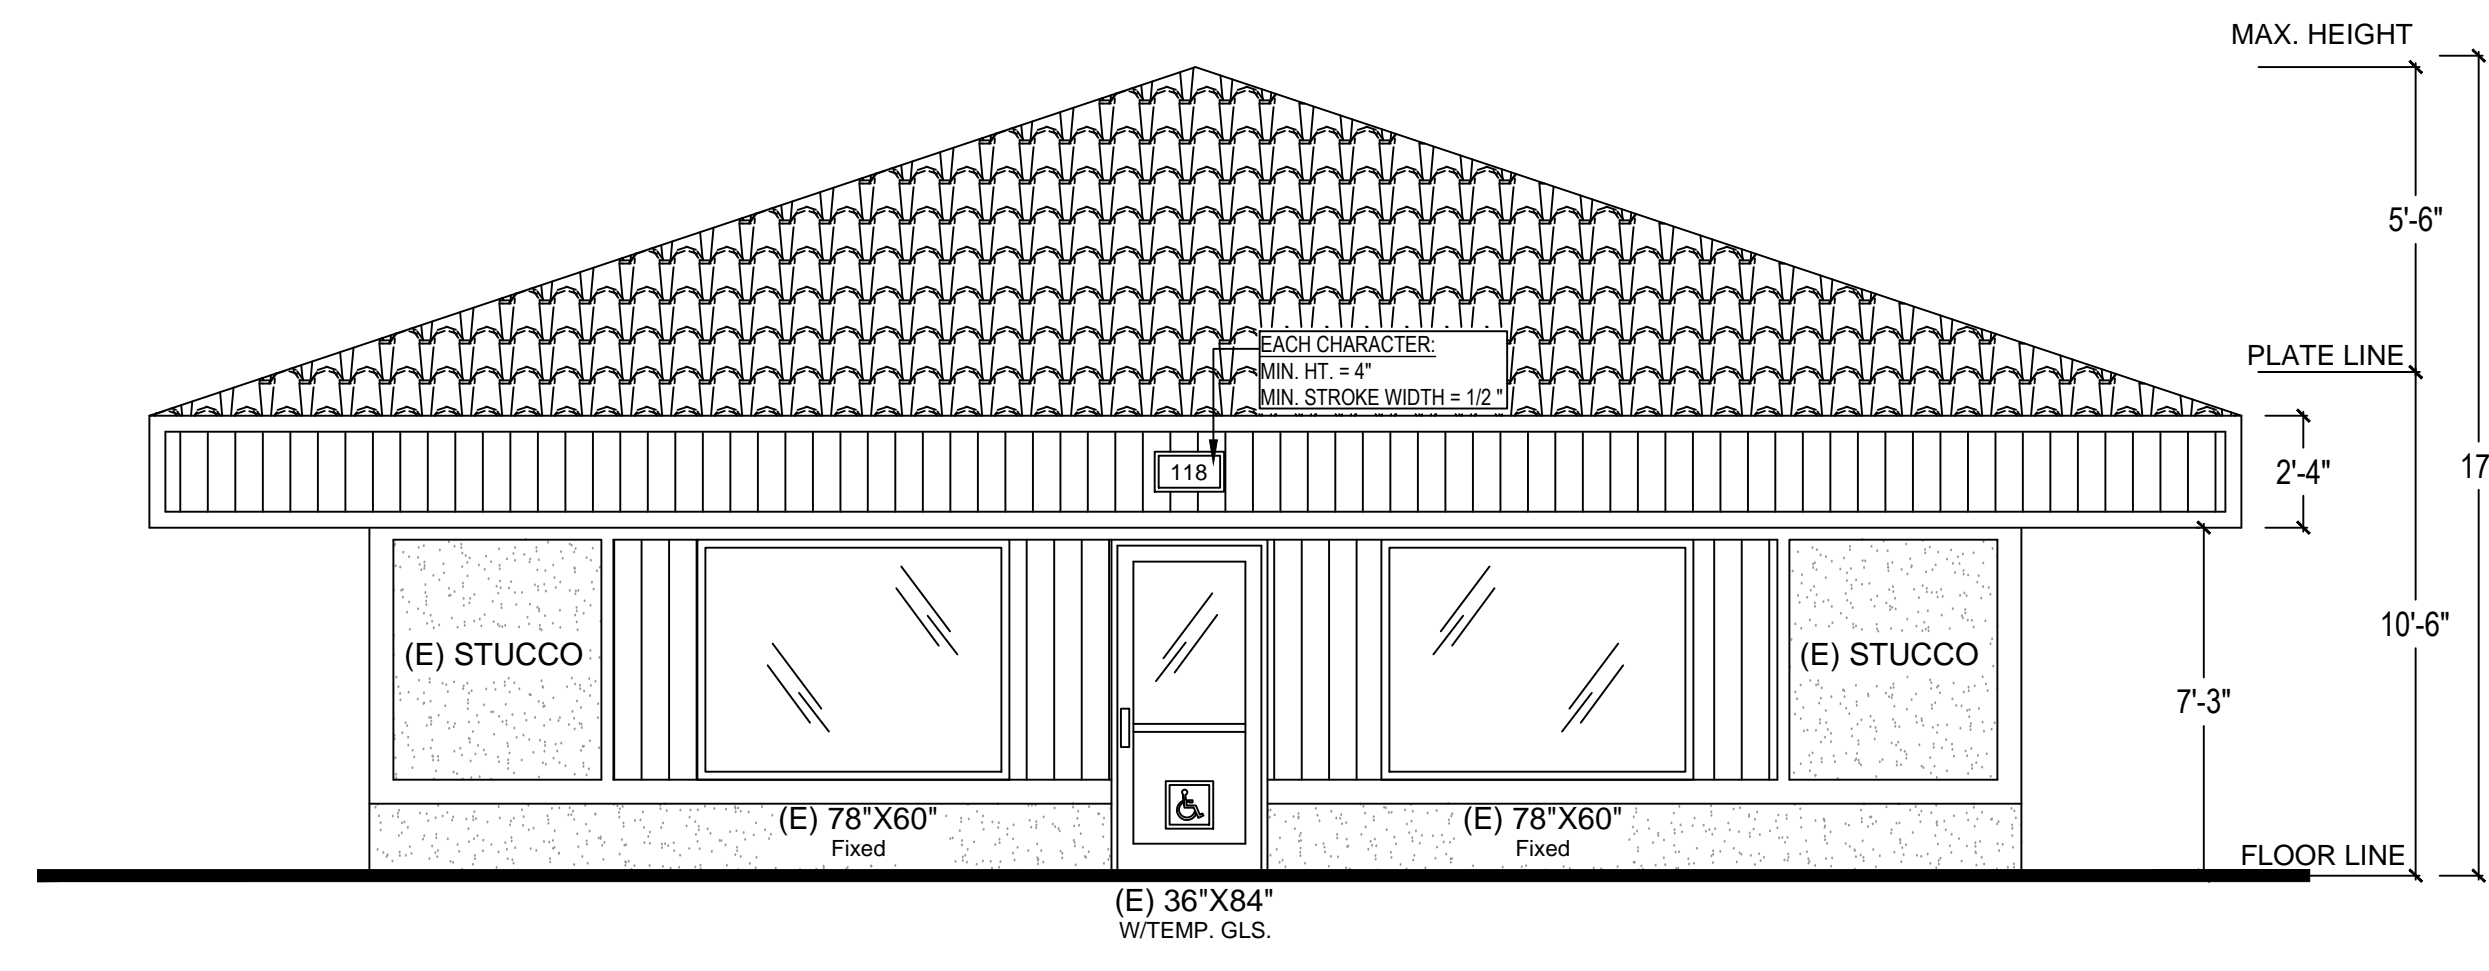 MAX. HEIGHT
5'-6"
EACH CHARACTER:
MIN. HT. = 4"
MIN. STROKE WIDTH = 1/2 "
PLATE LINE
118
2'-4"
17
(E) STUCCO
(E) STUCCO
10'-6"
7'-3"
(E) 78"X60"
Fixed
(E) 78"X60"
Fixed
FLOOR LINE
(E) 36"X84"
W/TEMP. GLS.